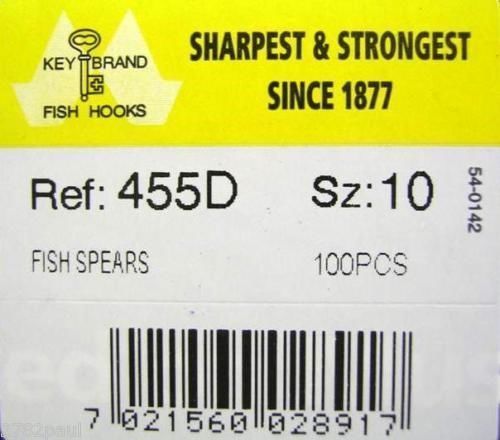 KEY BRAND
FISH HOOKS
SHARPEST & STRONGEST
SINCE 1877
Ref: 455D Sz: 10
54-0142
FISH SPEARS 100PCS
7 021560 028917